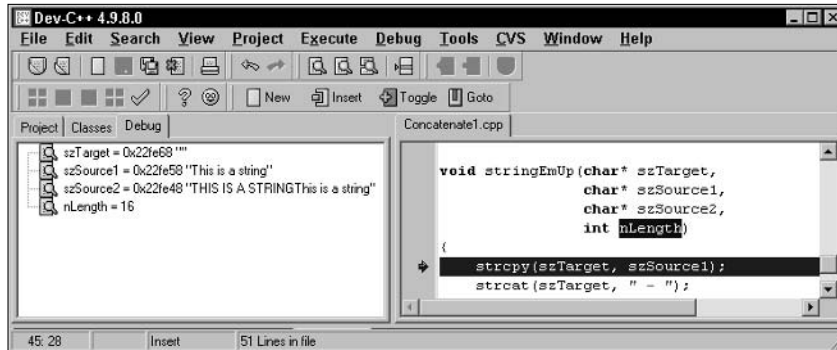 Dev-C++ 4.9.8.0
File Edit Search View Project Execute Debug Tools CVS Window Help
New Insert Toggle Goto
Project Classes Debug
szTarget = 0x22fe68 ""
szSource1 = 0x22fe58 "This is a string"
szSource2 = 0x22fe48 "THIS IS A STRINGThis is a string"
nLength = 16
Concatenate1.cpp
void stringEmUp(char* szTarget,
char* szSource1,
char* szSource2,
int nLength)
{
strcpy(szTarget, szSource1);
strcat(szTarget, " - ");
45: 28 Insert 51 Lines in file